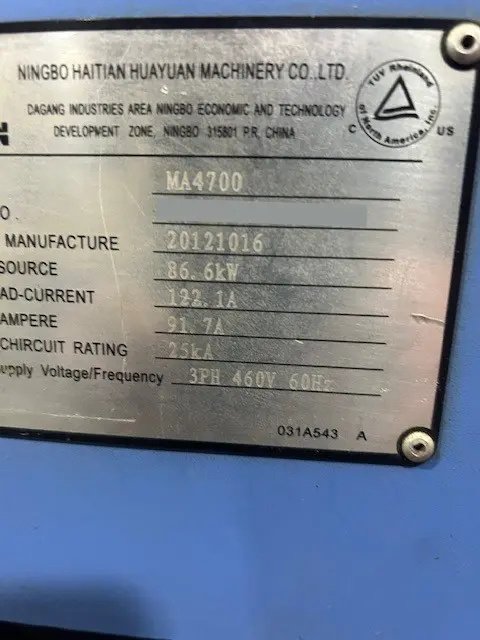 NINGBO HAITIAN HUAYUAN MACHINERY CO.,LTD.
DAGANG INDUSTRIES AREA NINGBO ECONOMIC AND TECHNOLOGY
DEVELOPMENT ZONE, NINGBO 315801 P.R, CHINA
TUV Rheinland
of North America, Inc.
C US
MA4700
O.
MANUFACTURE 20121016
SOURCE 86.6kW
AD-CURRENT 122.1A
AMPERE 91.7A
CHIRCUIT RATING 25kA
upply Voltage/Frequency 3PH 460V 60Hz
031A543 A